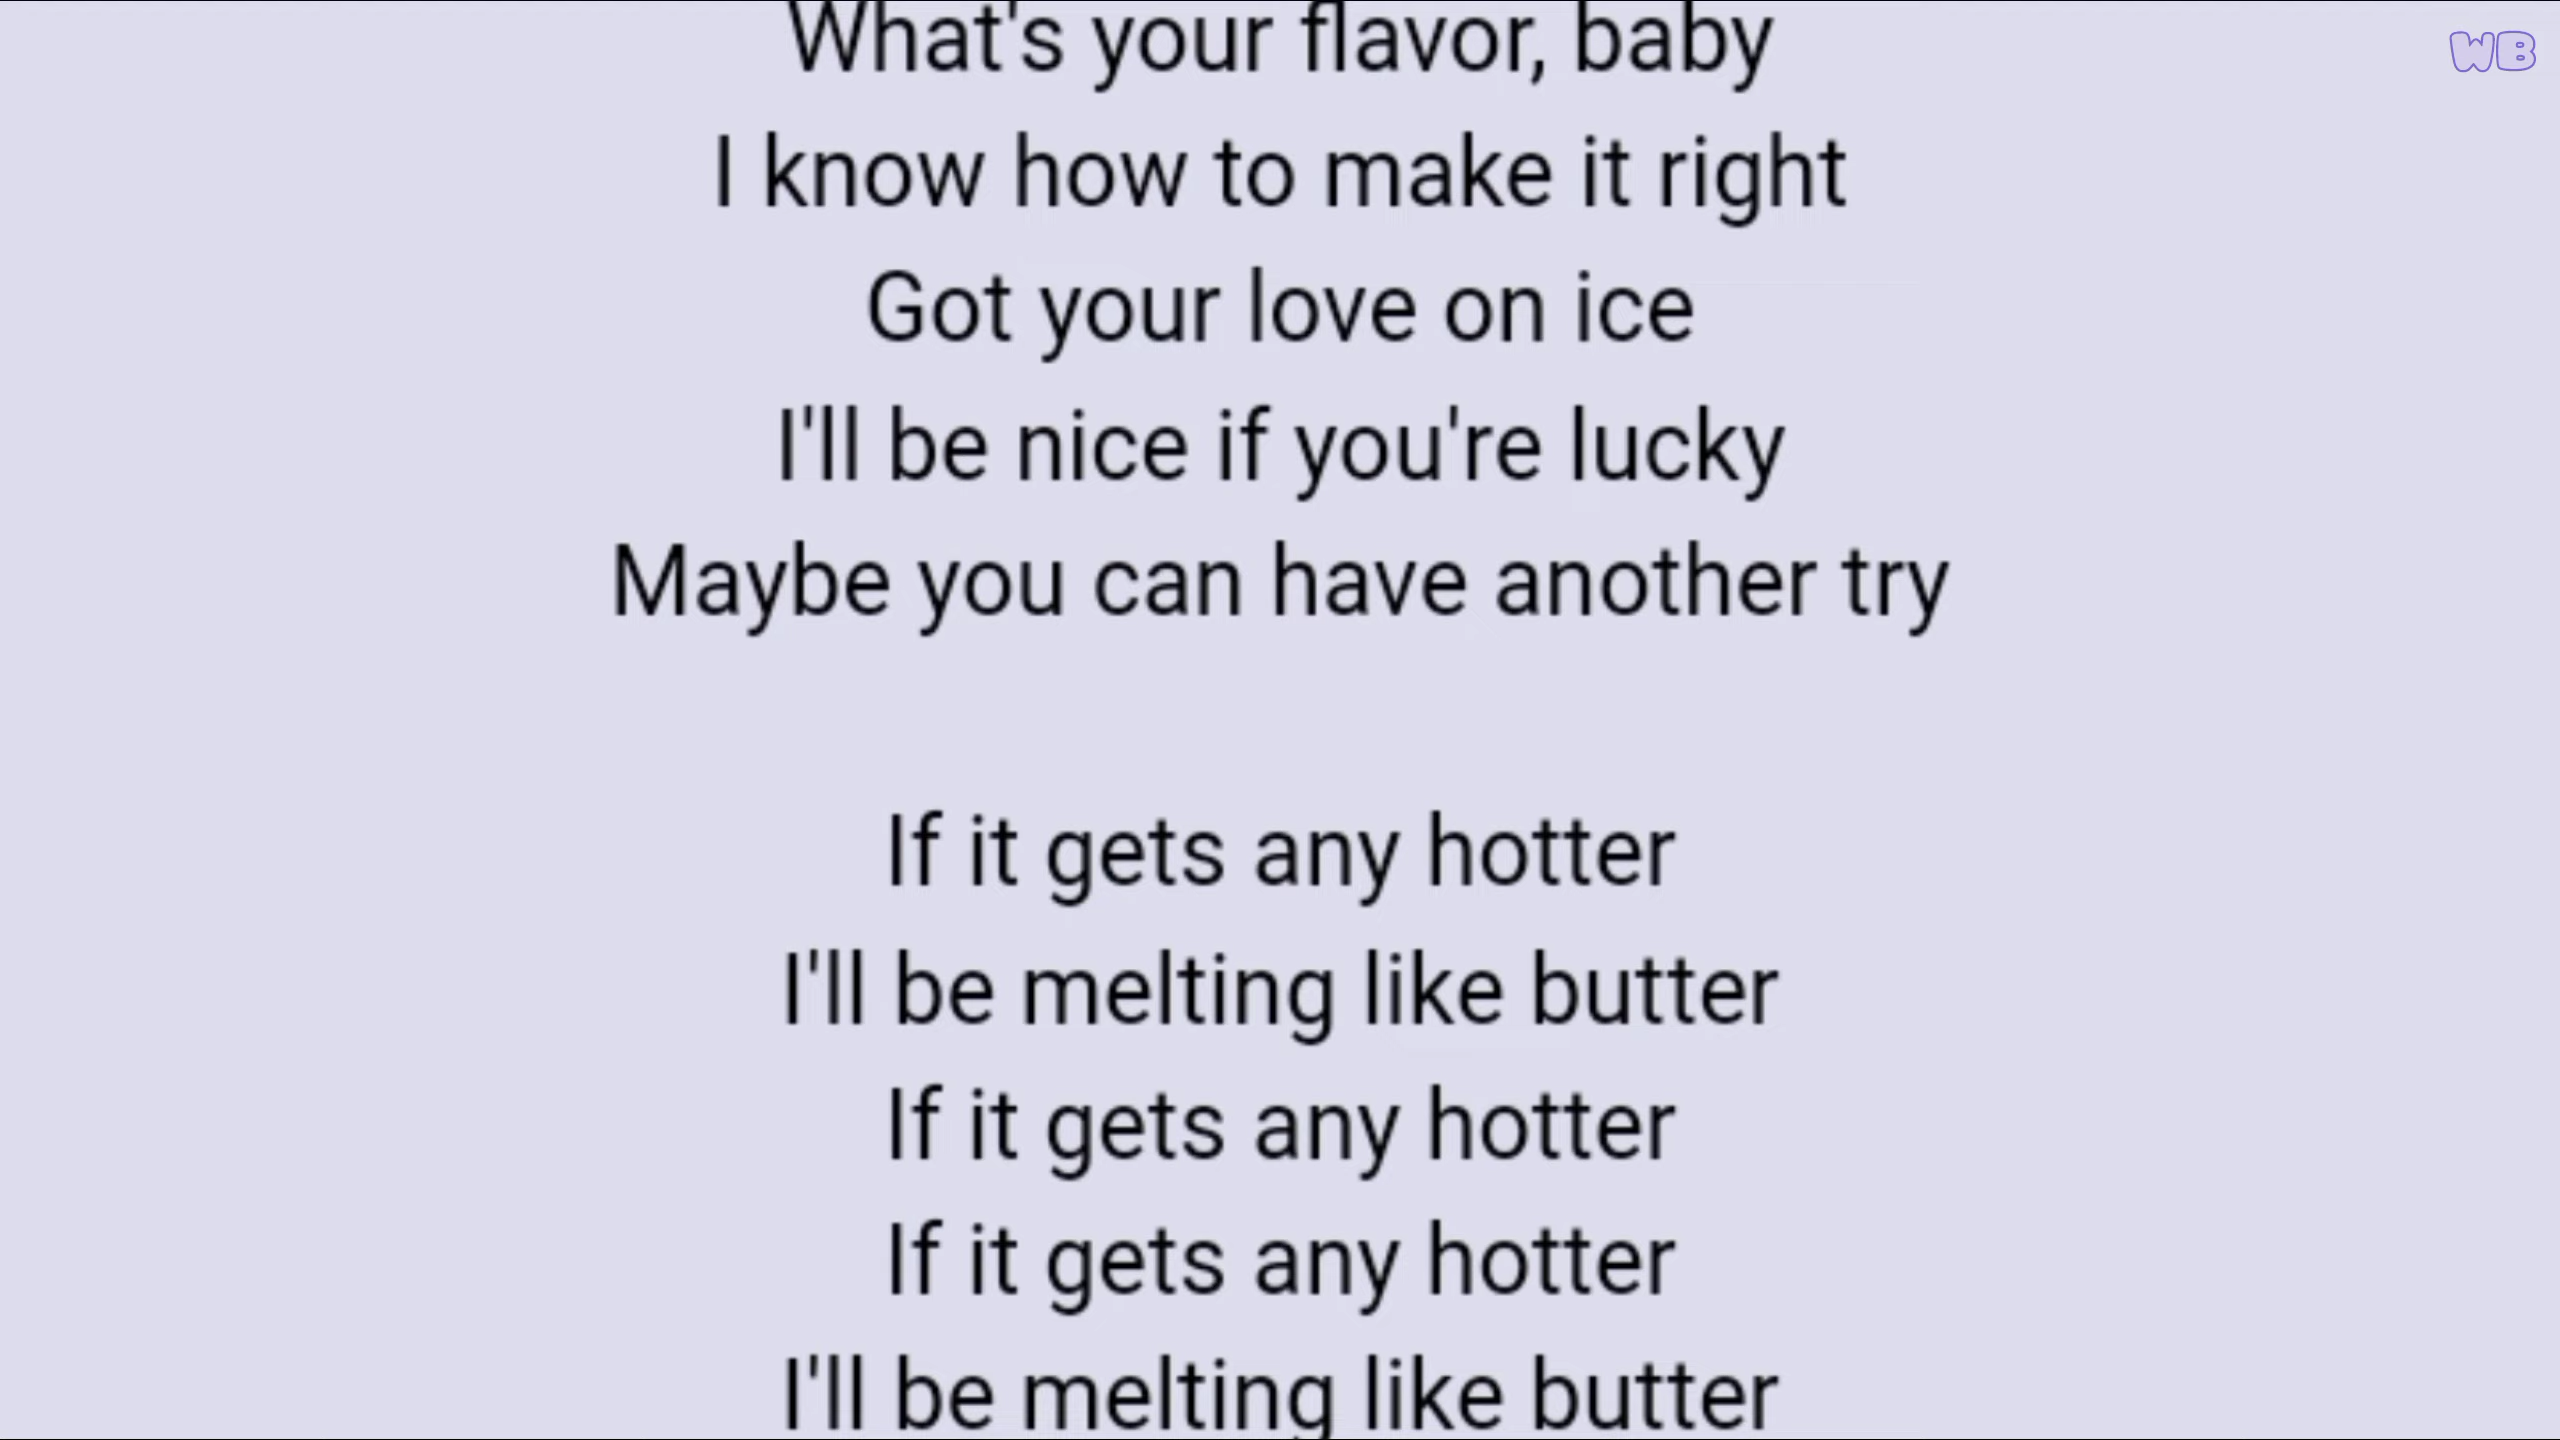 What's your flavor, baby
WB
I know how to make it right
Got your love on ice
I'll be nice if you're lucky
Maybe you can have another try
If it gets any hotter
I'll be melting like butter
If it gets any hotter
If it gets any hotter
I'll be melting like butter